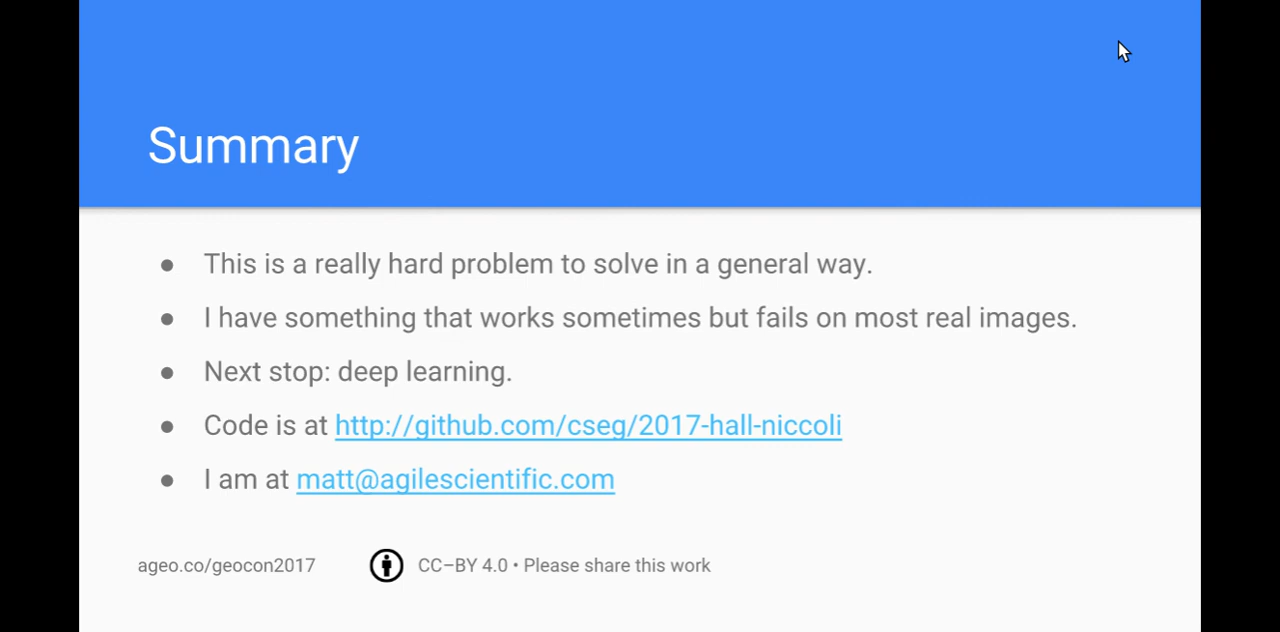 Summary
● This is a really hard problem to solve in a general way.
● I have something that works sometimes but fails on most real images.
● Next stop: deep learning.
● Code is at http://github.com/cseg/2017-hall-niccoli
● I am at matt@agilescientific.com
ageo.co/geocon2017 CC–BY 4.0 • Please share this work